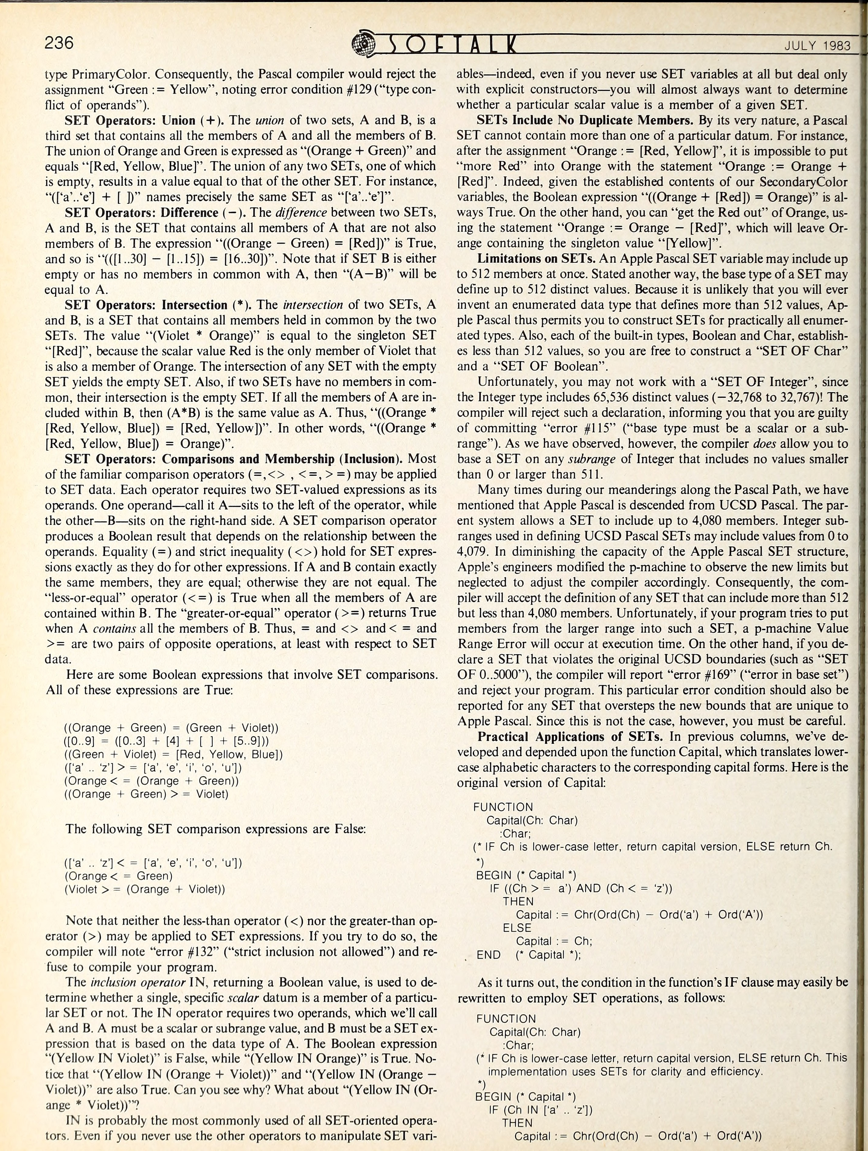 236
SOFTALK
JULY 1983
type PrimaryColor. Consequently, the Pascal compiler would reject the
assignment “Green := Yellow”, noting error condition #129 (“type con-
flict of operands”).
SET Operators: Union (+). The union of two sets, A and B, is a
third set that contains all the members of A and all the members of B.
The union of Orange and Green is expressed as “(Orange + Green)” and
equals “[Red, Yellow, Blue]”. The union of any two SETs, one of which
is empty, results in a value equal to that of the other SET. For instance,
“(['a'..'e'] + [ ])” names precisely the same SET as “['a'..'e']”.
SET Operators: Difference (−). The difference between two SETs,
A and B, is the SET that contains all members of A that are not also
members of B. The expression “((Orange − Green) = [Red])” is True,
and so is “(([1..30] − [1..15]) = [16..30])”. Note that if SET B is either
empty or has no members in common with A, then “(A−B)” will be
equal to A.
SET Operators: Intersection (*). The intersection of two SETs, A
and B, is a SET that contains all members held in common by the two
SETs. The value “(Violet * Orange)” is equal to the singleton SET
“[Red]”, because the scalar value Red is the only member of Violet that
is also a member of Orange. The intersection of any SET with the empty
SET yields the empty SET. Also, if two SETs have no members in com-
mon, their intersection is the empty SET. If all the members of A are in-
cluded within B, then (A*B) is the same value as A. Thus, “((Orange *
[Red, Yellow, Blue]) = [Red, Yellow])”. In other words, “((Orange *
[Red, Yellow, Blue]) = Orange)”.
SET Operators: Comparisons and Membership (Inclusion). Most
of the familiar comparison operators (=,<> , <=, > =) may be applied
to SET data. Each operator requires two SET-valued expressions as its
operands. One operand—call it A—sits to the left of the operator, while
the other—B—sits on the right-hand side. A SET comparison operator
produces a Boolean result that depends on the relationship between the
operands. Equality (=) and strict inequality (<>) hold for SET expres-
sions exactly as they do for other expressions. If A and B contain exactly
the same members, they are equal; otherwise they are not equal. The
“less-or-equal” operator (<=) is True when all the members of A are
contained within B. The “greater-or-equal” operator (>=) returns True
when A contains all the members of B. Thus, = and <> and < = and
>= are two pairs of opposite operations, at least with respect to SET
data.
Here are some Boolean expressions that involve SET comparisons.
All of these expressions are True:
((Orange + Green) = (Green + Violet))
([0..9] = ([0..3] + [4] + [ ] + [5..9]))
((Green + Violet) = [Red, Yellow, Blue])
(['a' .. 'z'] > = ['a', 'e', 'i', 'o', 'u'])
(Orange < = (Orange + Green))
((Orange + Green) > = Violet)
The following SET comparison expressions are False:
(['a' .. 'z'] < = ['a', 'e', 'i', 'o', 'u'])
(Orange < = Green)
(Violet > = (Orange + Violet))
Note that neither the less-than operator (<) nor the greater-than op-
erator (>) may be applied to SET expressions. If you try to do so, the
compiler will note “error #132” (“strict inclusion not allowed”) and re-
fuse to compile your program.
The inclusion operator IN, returning a Boolean value, is used to de-
termine whether a single, specific scalar datum is a member of a particu-
lar SET or not. The IN operator requires two operands, which we'll call
A and B. A must be a scalar or subrange value, and B must be a SET ex-
pression that is based on the data type of A. The Boolean expression
“(Yellow IN Violet)” is False, while “(Yellow IN Orange)” is True. No-
tice that “(Yellow IN (Orange + Violet))” and “(Yellow IN (Orange −
Violet))” are also True. Can you see why? What about “(Yellow IN (Or-
ange * Violet))”?
IN is probably the most commonly used of all SET-oriented opera-
tors. Even if you never use the other operators to manipulate SET vari-
ables—indeed, even if you never use SET variables at all but deal only
with explicit constructors—you will almost always want to determine
whether a particular scalar value is a member of a given SET.
SETs Include No Duplicate Members. By its very nature, a Pascal
SET cannot contain more than one of a particular datum. For instance,
after the assignment “Orange := [Red, Yellow]”, it is impossible to put
“more Red” into Orange with the statement “Orange := Orange +
[Red]”. Indeed, given the established contents of our SecondaryColor
variables, the Boolean expression “((Orange + [Red]) = Orange)” is al-
ways True. On the other hand, you can “get the Red out” of Orange, us-
ing the statement “Orange := Orange − [Red]”, which will leave Or-
ange containing the singleton value “[Yellow]”.
Limitations on SETs. An Apple Pascal SET variable may include up
to 512 members at once. Stated another way, the base type of a SET may
define up to 512 distinct values. Because it is unlikely that you will ever
invent an enumerated data type that defines more than 512 values, Ap-
ple Pascal thus permits you to construct SETs for practically all enumer-
ated types. Also, each of the built-in types, Boolean and Char, establish-
es less than 512 values, so you are free to construct a “SET OF Char”
and a “SET OF Boolean”.
Unfortunately, you may not work with a “SET OF Integer”, since
the Integer type includes 65,536 distinct values (−32,768 to 32,767)! The
compiler will reject such a declaration, informing you that you are guilty
of committing “error #115” (“base type must be a scalar or a sub-
range”). As we have observed, however, the compiler does allow you to
base a SET on any subrange of Integer that includes no values smaller
than 0 or larger than 511.
Many times during our meanderings along the Pascal Path, we have
mentioned that Apple Pascal is descended from UCSD Pascal. The par-
ent system allows a SET to include up to 4,080 members. Integer sub-
ranges used in defining UCSD Pascal SETs may include values from 0 to
4,079. In diminishing the capacity of the Apple Pascal SET structure,
Apple's engineers modified the p-machine to observe the new limits but
neglected to adjust the compiler accordingly. Consequently, the com-
piler will accept the definition of any SET that can include more than 512
but less than 4,080 members. Unfortunately, if your program tries to put
members from the larger range into such a SET, a p-machine Value
Range Error will occur at execution time. On the other hand, if you de-
clare a SET that violates the original UCSD boundaries (such as “SET
OF 0..5000”), the compiler will report “error #169” (“error in base set”)
and reject your program. This particular error condition should also be
reported for any SET that oversteps the new bounds that are unique to
Apple Pascal. Since this is not the case, however, you must be careful.
Practical Applications of SETs. In previous columns, we've de-
veloped and depended upon the function Capital, which translates lower-
case alphabetic characters to the corresponding capital forms. Here is the
original version of Capital:
FUNCTION
Capital(Ch: Char)
:Char;
(* IF Ch is lower-case letter, return capital version, ELSE return Ch.
*)
BEGIN (* Capital *)
IF ((Ch > = a') AND (Ch < = 'z'))
THEN
Capital := Chr(Ord(Ch) − Ord('a') + Ord('A'))
ELSE
Capital := Ch;
END (* Capital *);
As it turns out, the condition in the function's IF clause may easily be
rewritten to employ SET operations, as follows:
FUNCTION
Capital(Ch: Char)
:Char;
(* IF Ch is lower-case letter, return capital version, ELSE return Ch. This
implementation uses SETs for clarity and efficiency.
*)
BEGIN (* Capital *)
IF (Ch IN ['a' .. 'z'])
THEN
Capital := Chr(Ord(Ch) − Ord('a') + Ord('A'))